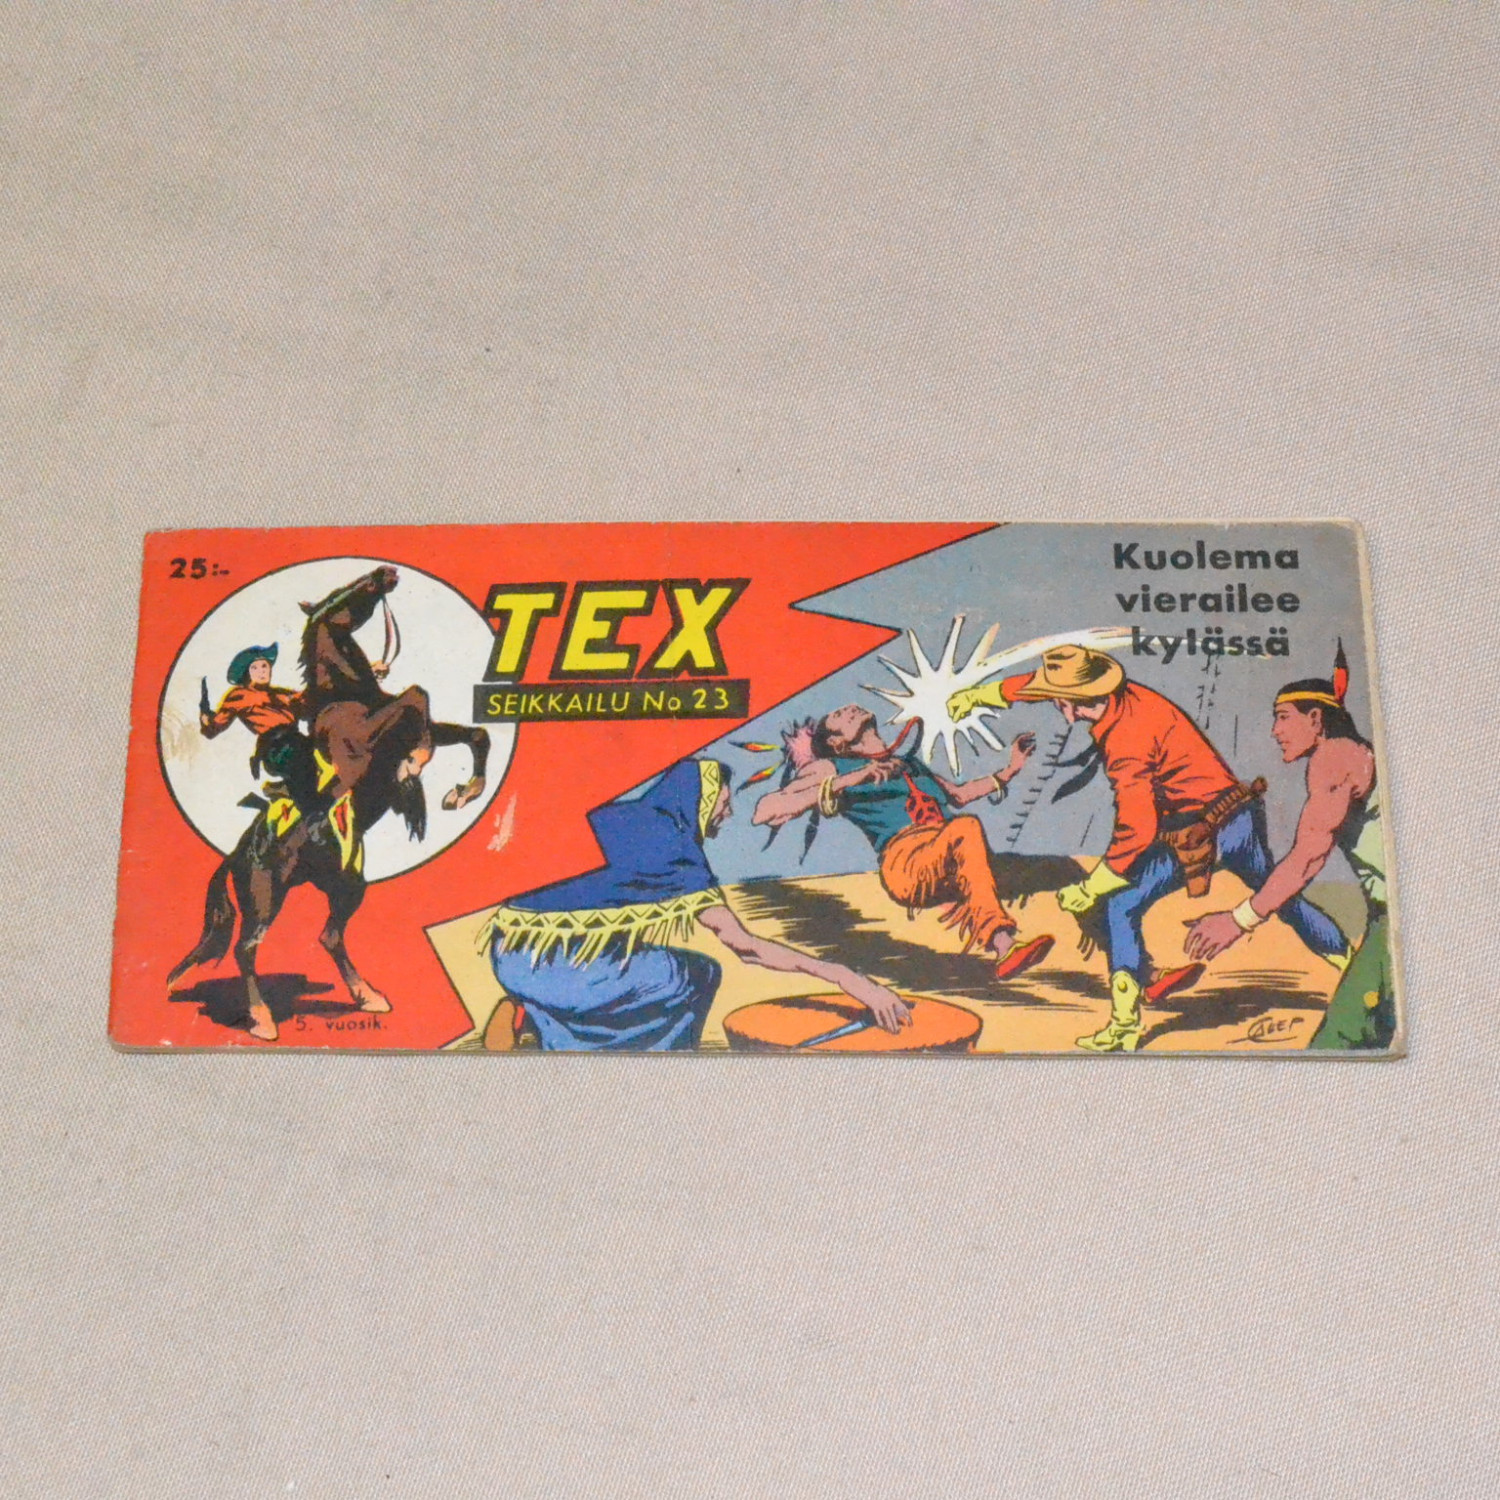 25:-
TEX
SEIKKAILU No 23
Kuolema
vierailee
kylässä
5. vuosik.